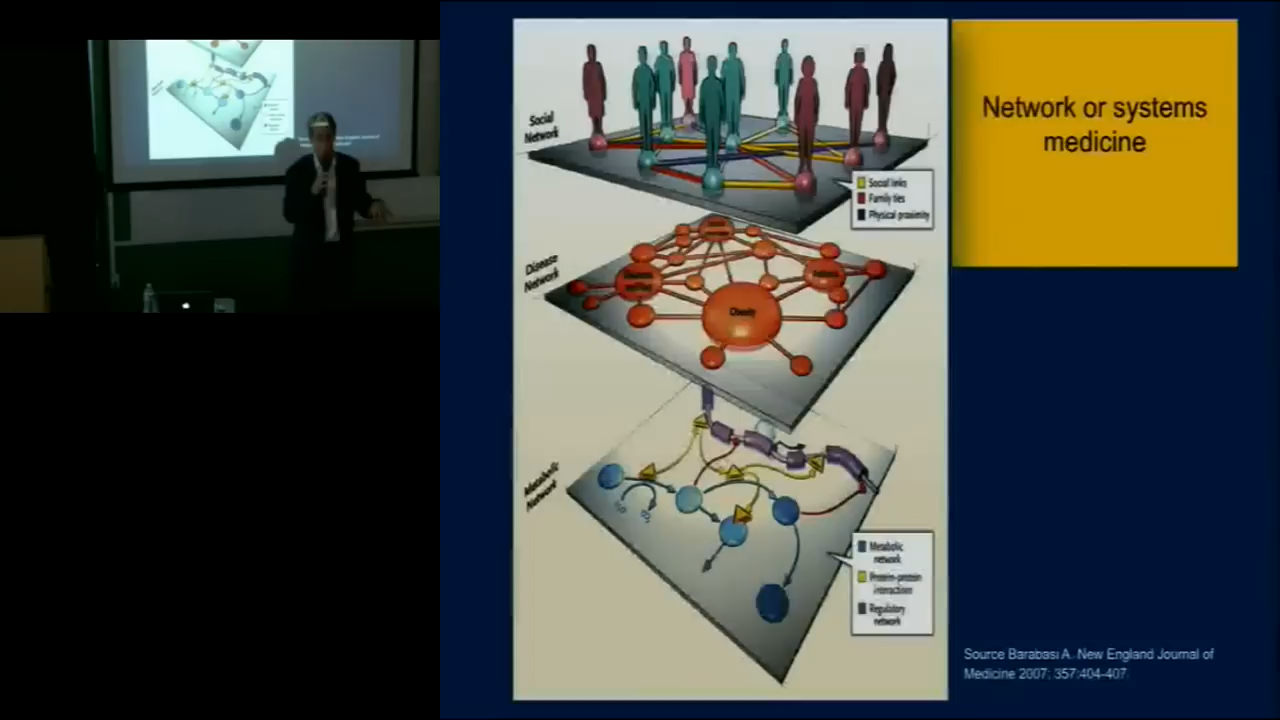 Network or systems
medicine
Social
Network
Social links
Family ties
Physical proximity
Disease
Network
Obesity
Metabolic
Network
Metabolic
network
Protein-protein
interactions
Regulatory
network
Source Barabasi A. New England Journal of
Medicine 2007; 357:404-407